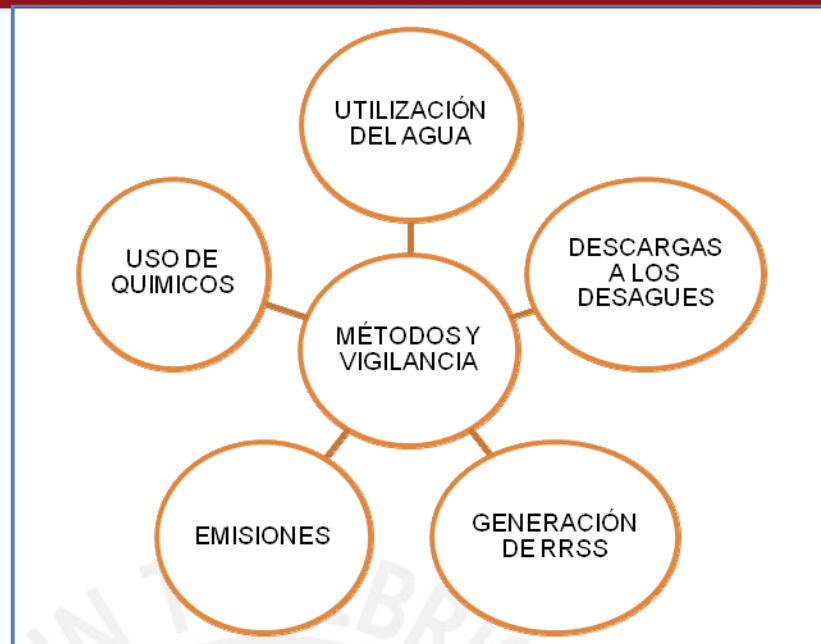 UTILIZACIÓN
DEL AGUA
USO DE
QUIMICOS
DESCARGAS
A LOS
DESAGUES
MÉTODOS Y
VIGILANCIA
EMISIONES
GENERACIÓN
DE RRSS